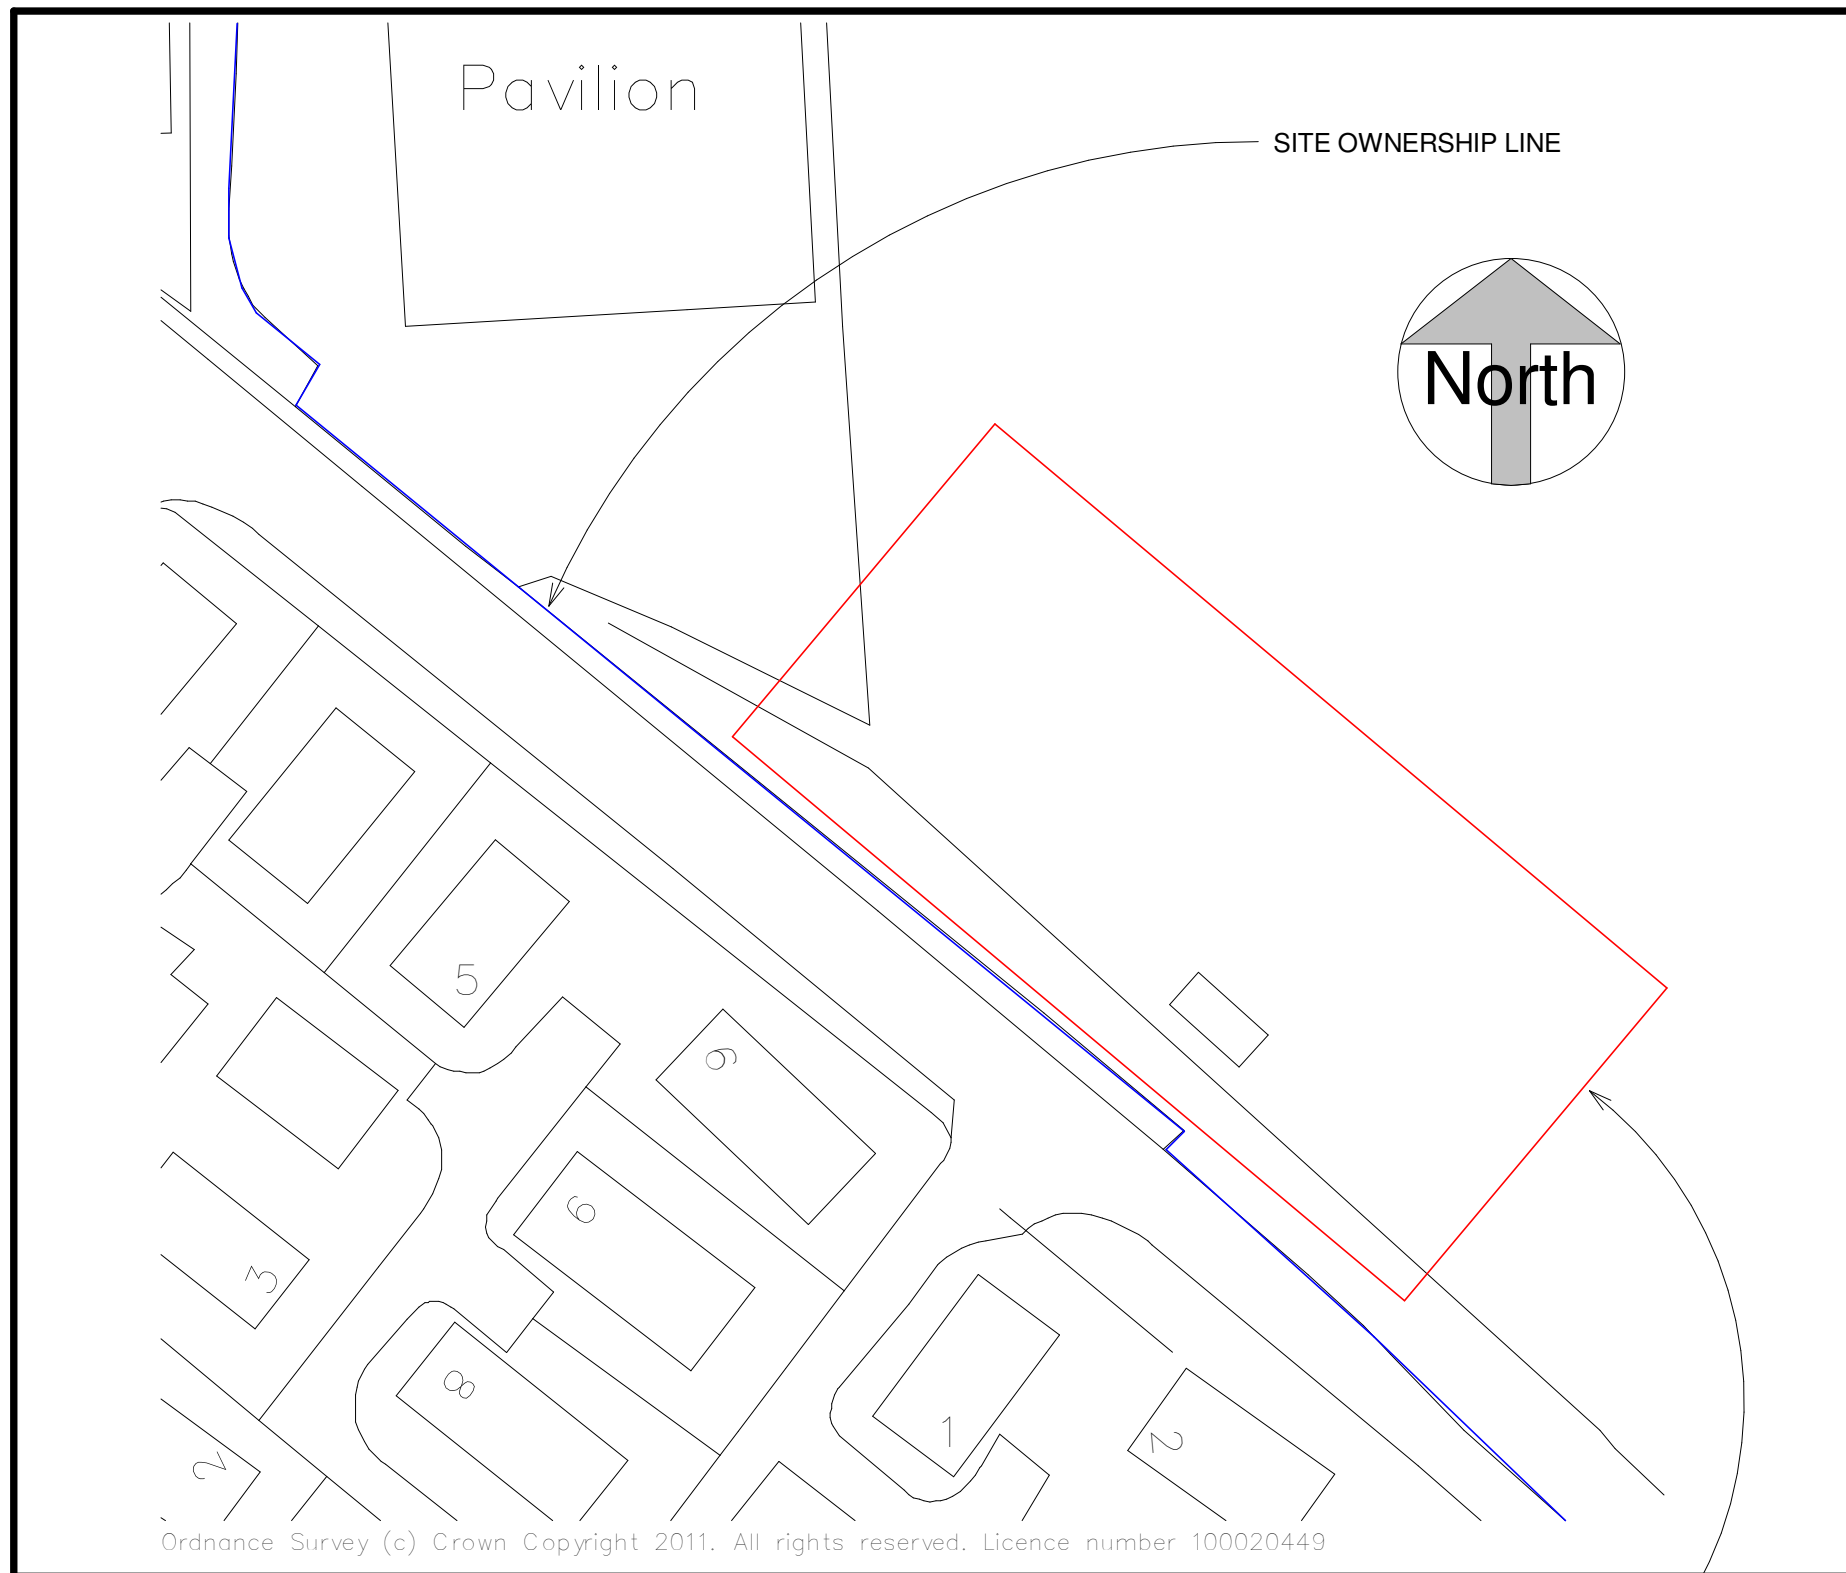 Pavilion
SITE OWNERSHIP LINE
North
5
9
6
3
8
1
2
2
Ordnance Survey (c) Crown Copyright 2011. All rights reserved. Licence number 100020449